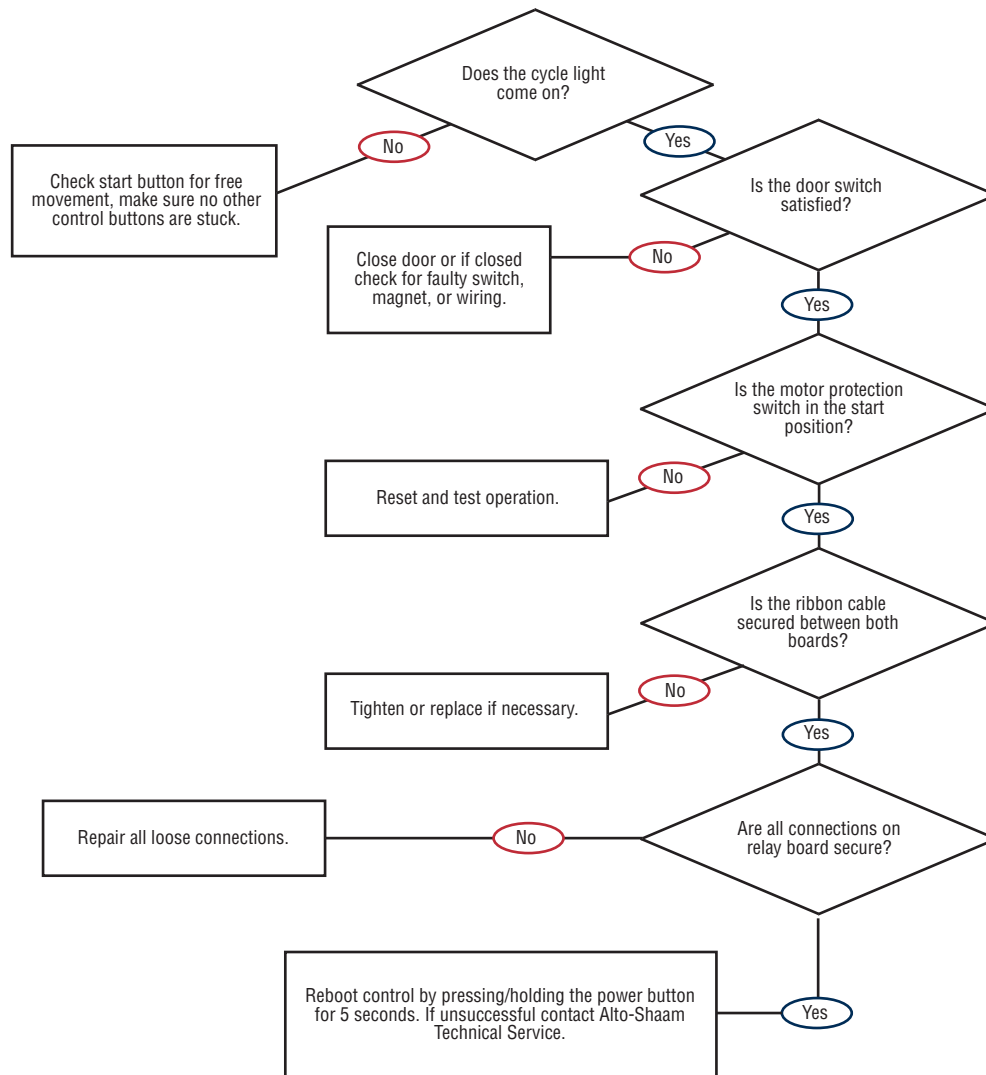 Does the cycle light
come on?
No
Yes
Check start button for free
movement, make sure no other
control buttons are stuck.
Is the door switch
satisfied?
No
Close door or if closed
check for faulty switch,
magnet, or wiring.
Yes
Is the motor protection
switch in the start
position?
No
Reset and test operation.
Yes
Is the ribbon cable
secured between both
boards?
No
Tighten or replace if necessary.
Yes
Are all connections on
relay board secure?
No
Repair all loose connections.
Yes
Reboot control by pressing/holding the power button
for 5 seconds. If unsuccessful contact Alto-Shaam
Technical Service.